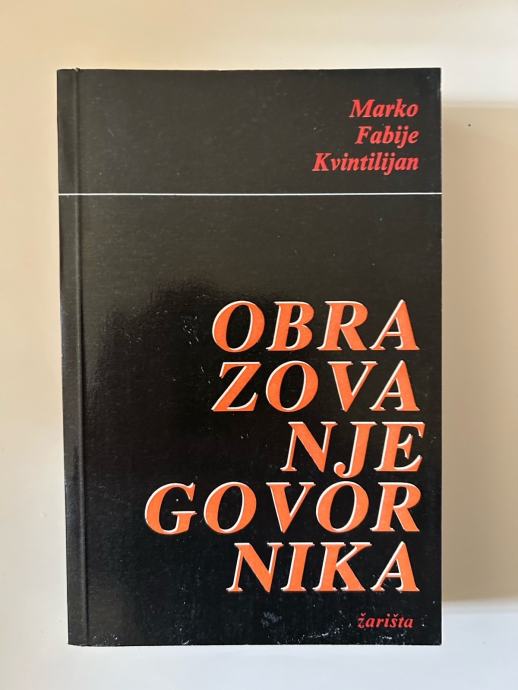 Marko
Fabije
Kvintilijan
OBRA
ZOVA
NJE
GOVOR
NIKA
žarišta